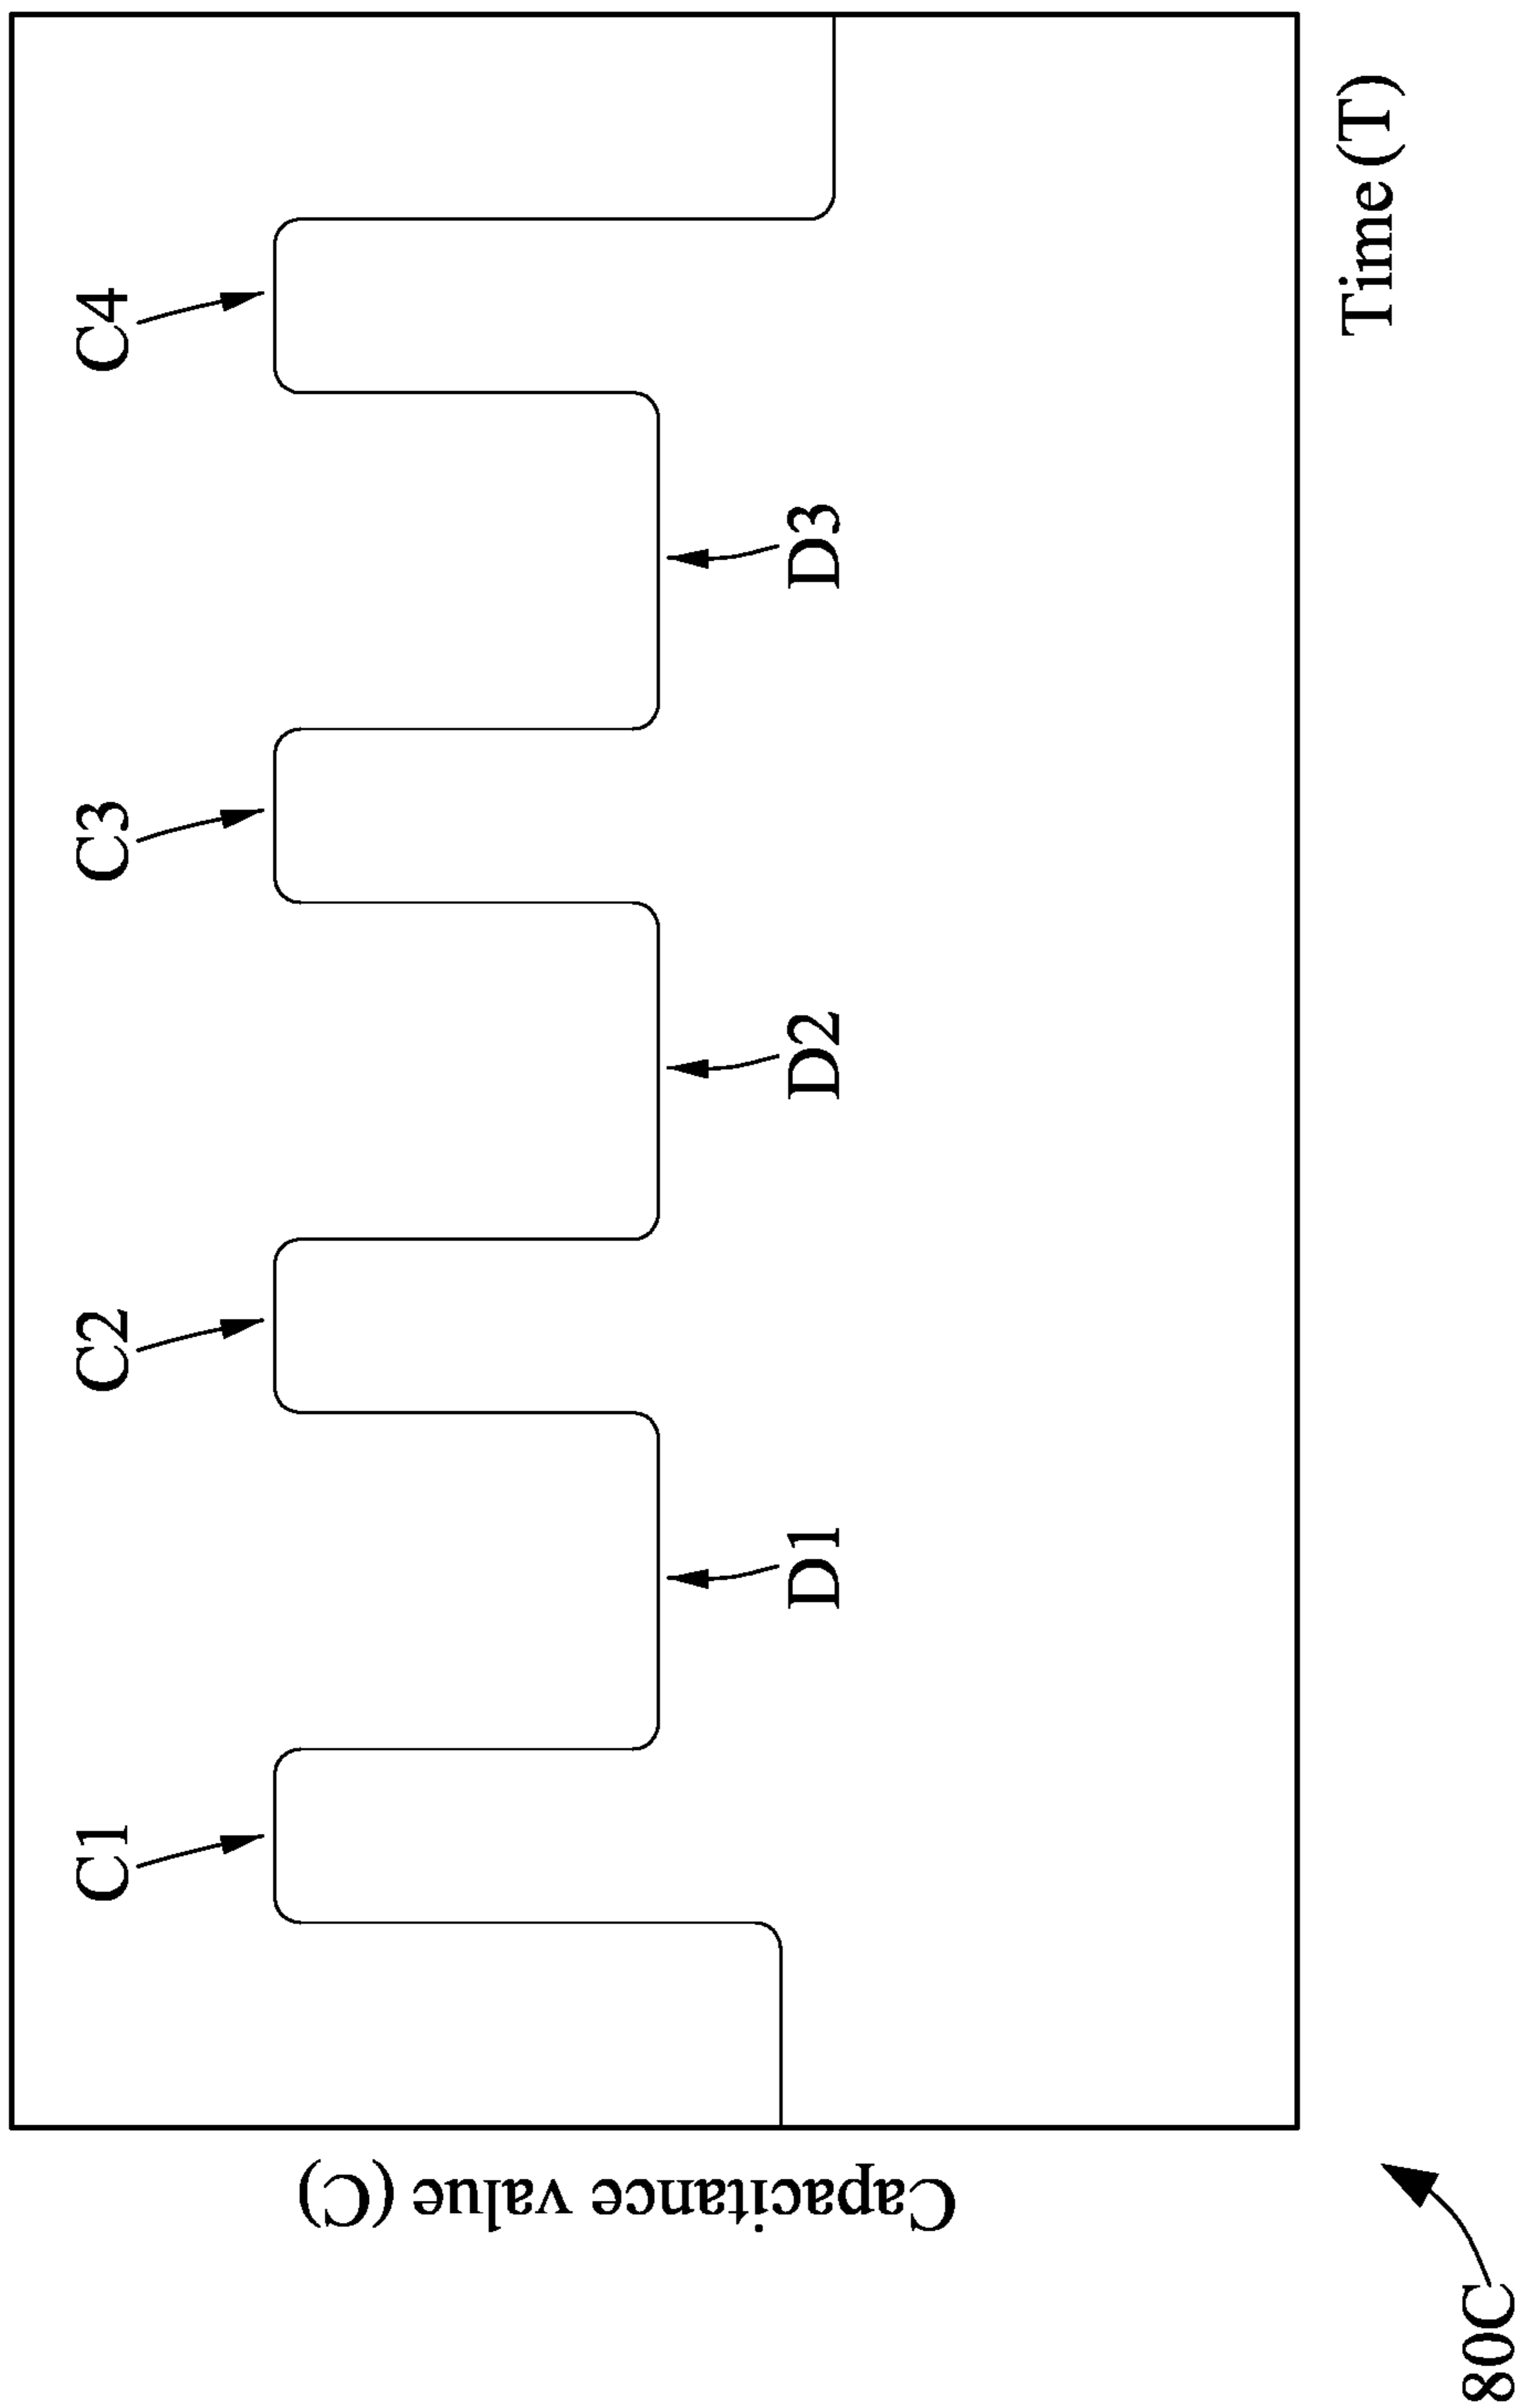 C1
C2
C3
C4
D1
D2
D3
Capacitance value (C)
Time (T)
80C